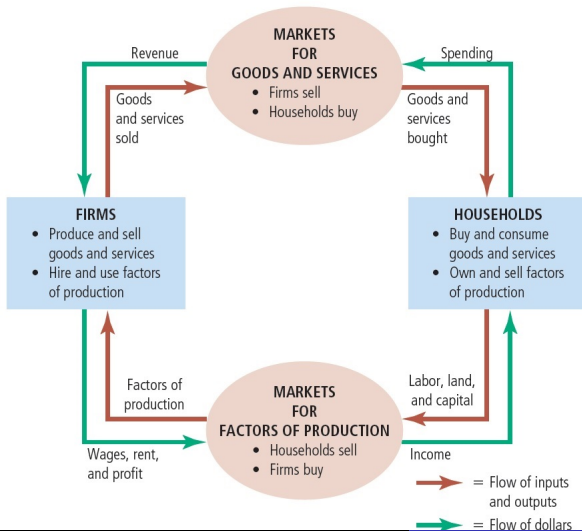 MARKETS
FOR
GOODS AND SERVICES
• Firms sell
• Households buy
Revenue
Spending
Goods
and services
sold
Goods and
services
bought
FIRMS
• Produce and sell
goods and services
• Hire and use factors
of production
HOUSEHOLDS
• Buy and consume
goods and services
• Own and sell factors
of production
Factors of
production
Labor, land,
and capital
MARKETS
FOR
FACTORS OF PRODUCTION
• Households sell
• Firms buy
Wages, rent,
and profit
Income
= Flow of inputs
and outputs
= Flow of dollars